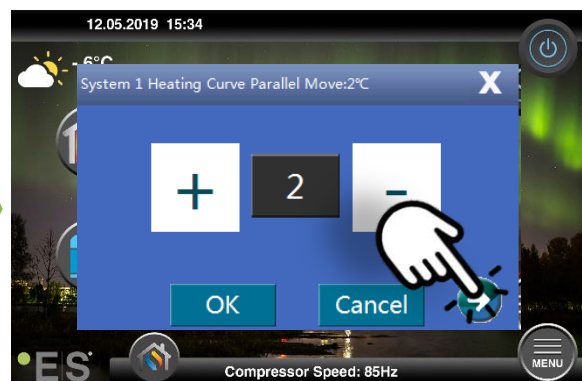 12.05.2019 15:34
-6°C
System 1 Heating Curve Parallel Move:2℃
X
+ 2 -
OK Cancel
ES
Compressor Speed: 85Hz
MENU